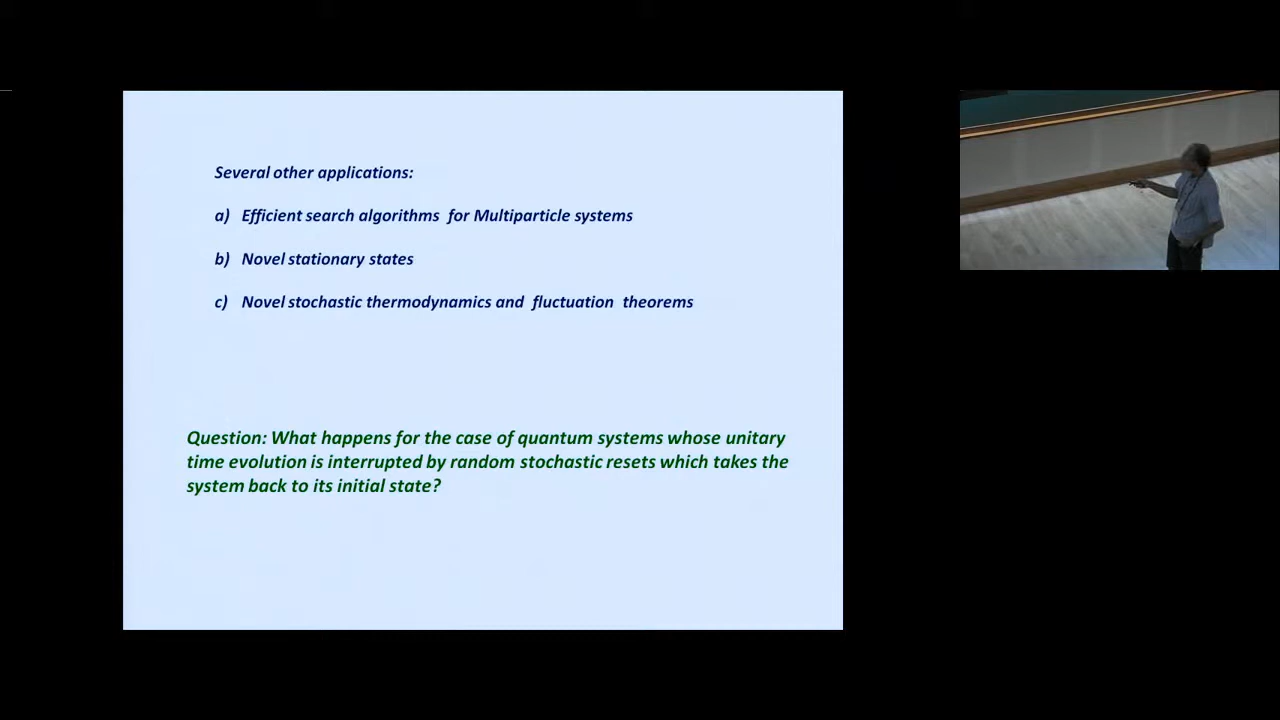 Several other applications:
a) Efficient search algorithms for Multiparticle systems
b) Novel stationary states
c) Novel stochastic thermodynamics and fluctuation theorems
Question: What happens for the case of quantum systems whose unitary
time evolution is interrupted by random stochastic resets which takes the
system back to its initial state?